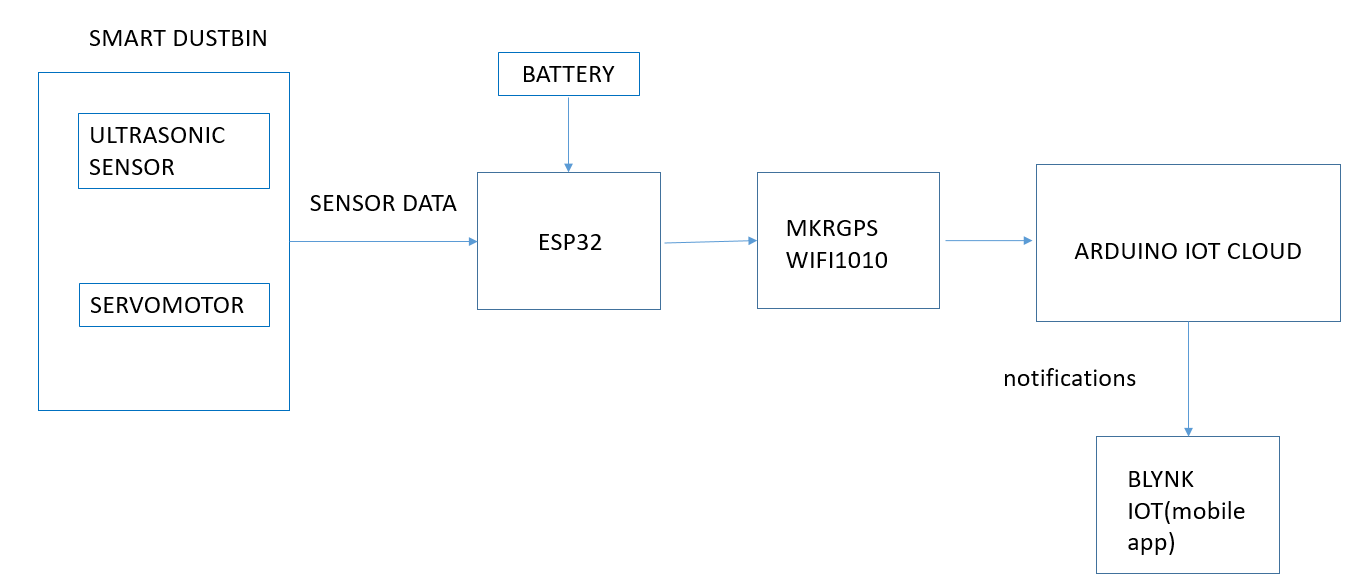 SMART DUSTBIN
BATTERY
ULTRASONIC
SENSOR
SENSOR DATA
ESP32
MKRGPS
WIFI1010
ARDUINO IOT CLOUD
SERVOMOTOR
notifications
BLYNK
IOT(mobile
app)